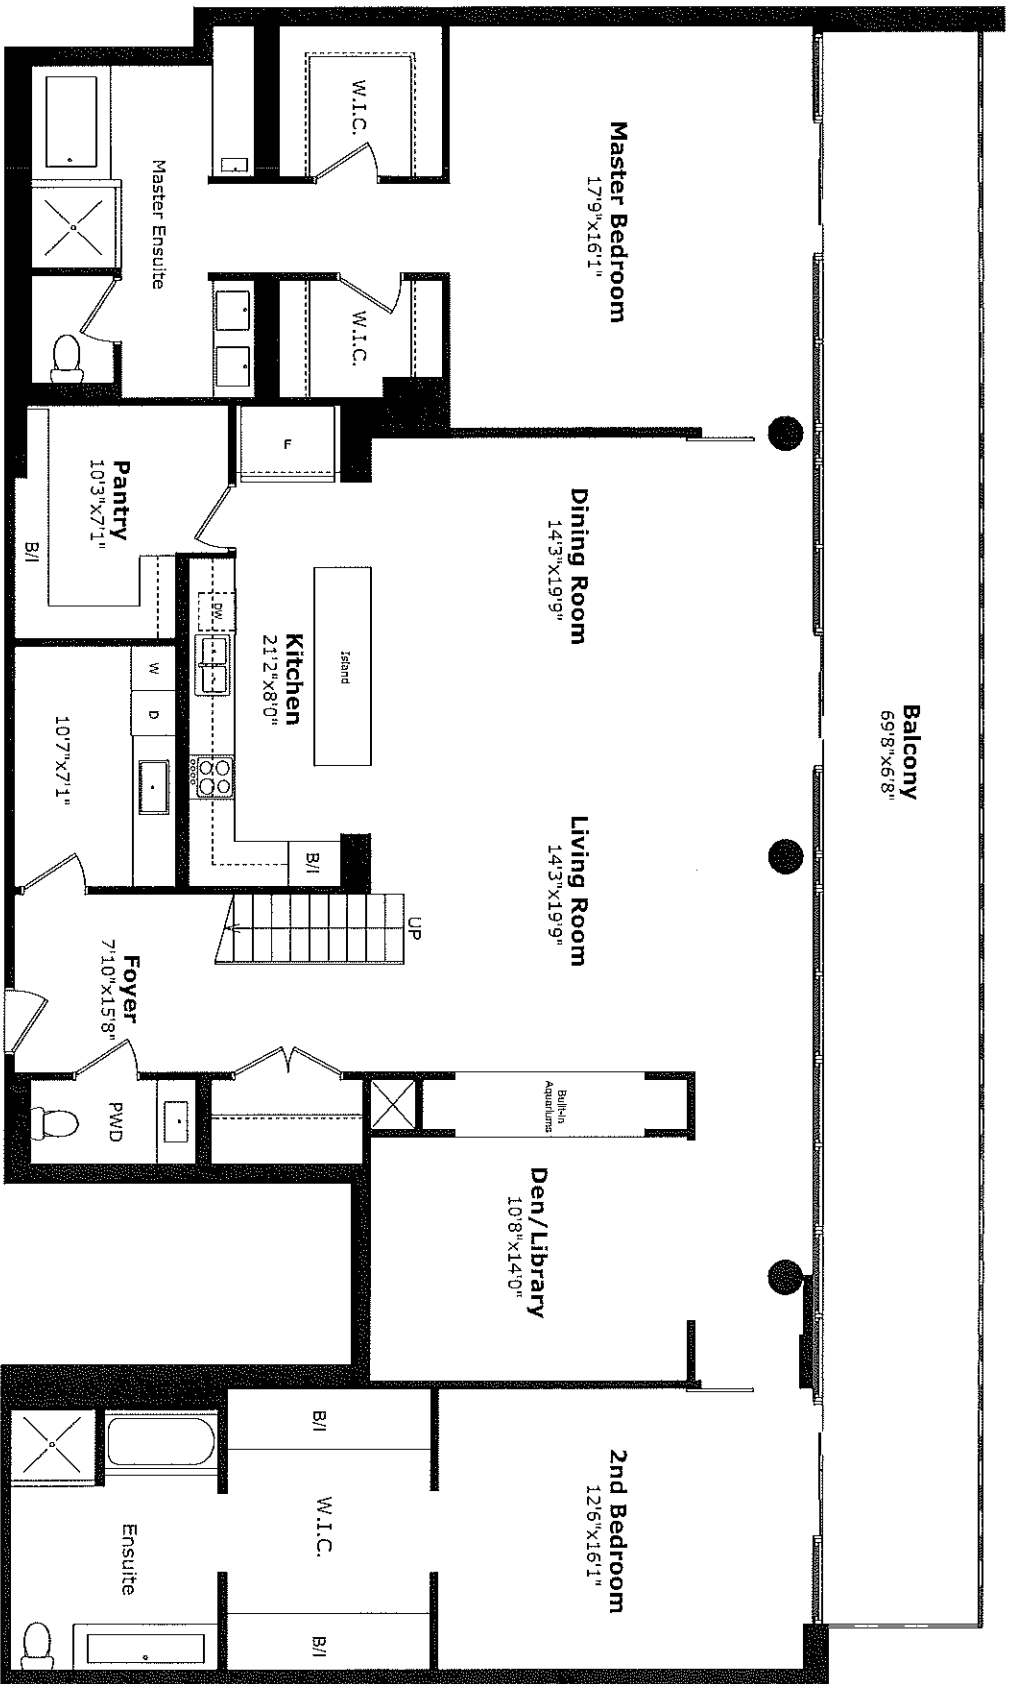 Balcony
69'8"x6'8"
Master Bedroom
17'9"x16'1"
Dining Room
14'3"x19'9"
Living Room
14'3"x19'9"
2nd Bedroom
12'6"x16'1"
Den/Library
10'8"x14'0"
Built-in
Aquariums
W.I.C.
W.I.C.
UP
Island
Kitchen
21'2"x8'0"
F
DW
B/I
B/I
W.I.C.
B/I
Master Ensuite
Pantry
10'3"x7'1"
B/I
W
D
10'7"x7'1"
Foyer
7'10"x15'8"
PWD
Ensuite